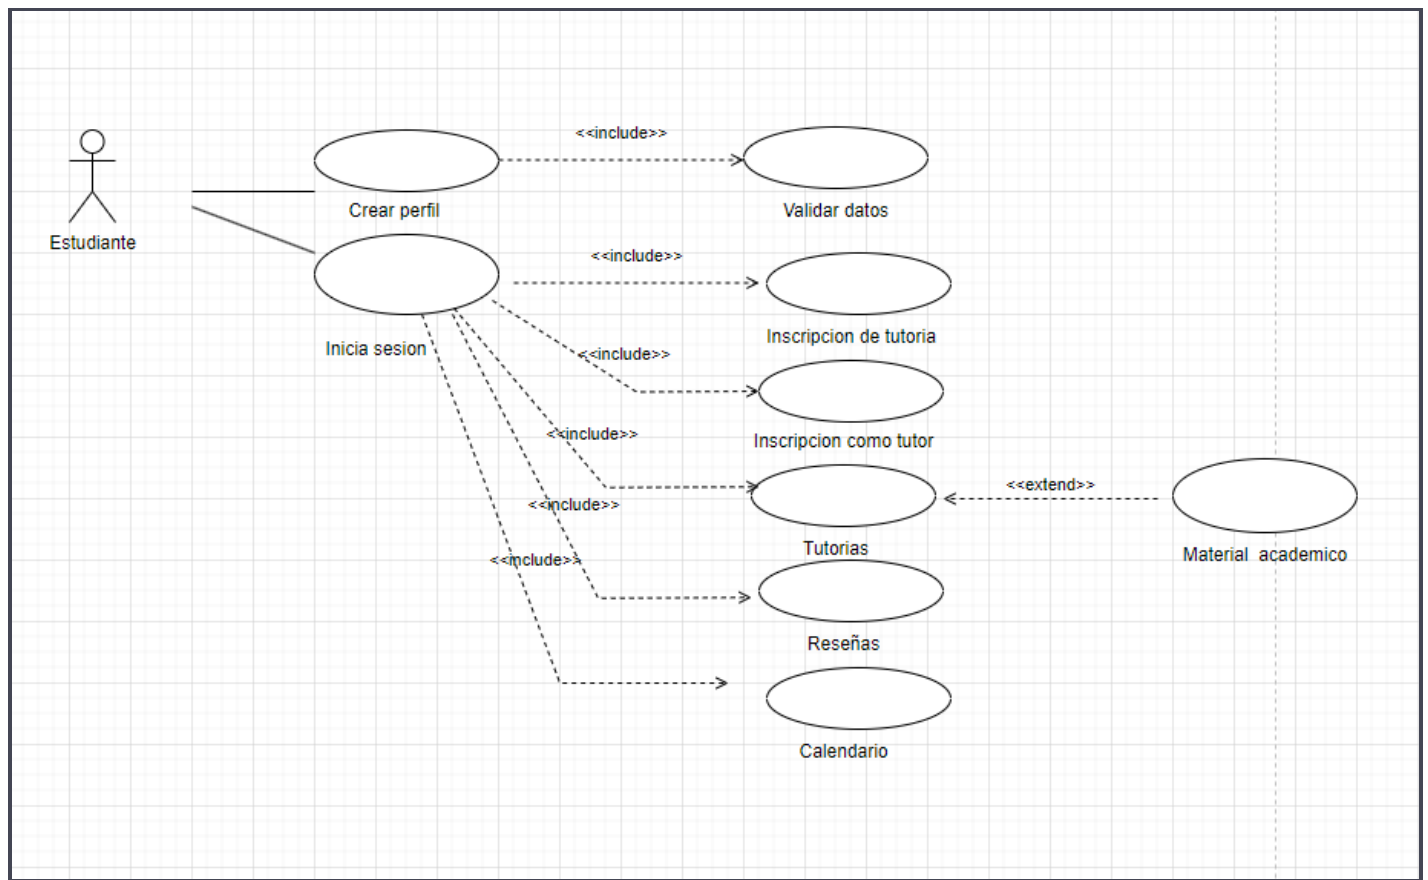 <<include>>
Estudiante
Crear perfil
Validar datos
<<include>>
Inicia sesion
Inscripcion de tutoria
<<include>>
Inscripcion como tutor
<<include>>
<<extend>>
<<include>>
Tutorias
Material academico
<<include>>
Reseñas
Calendario